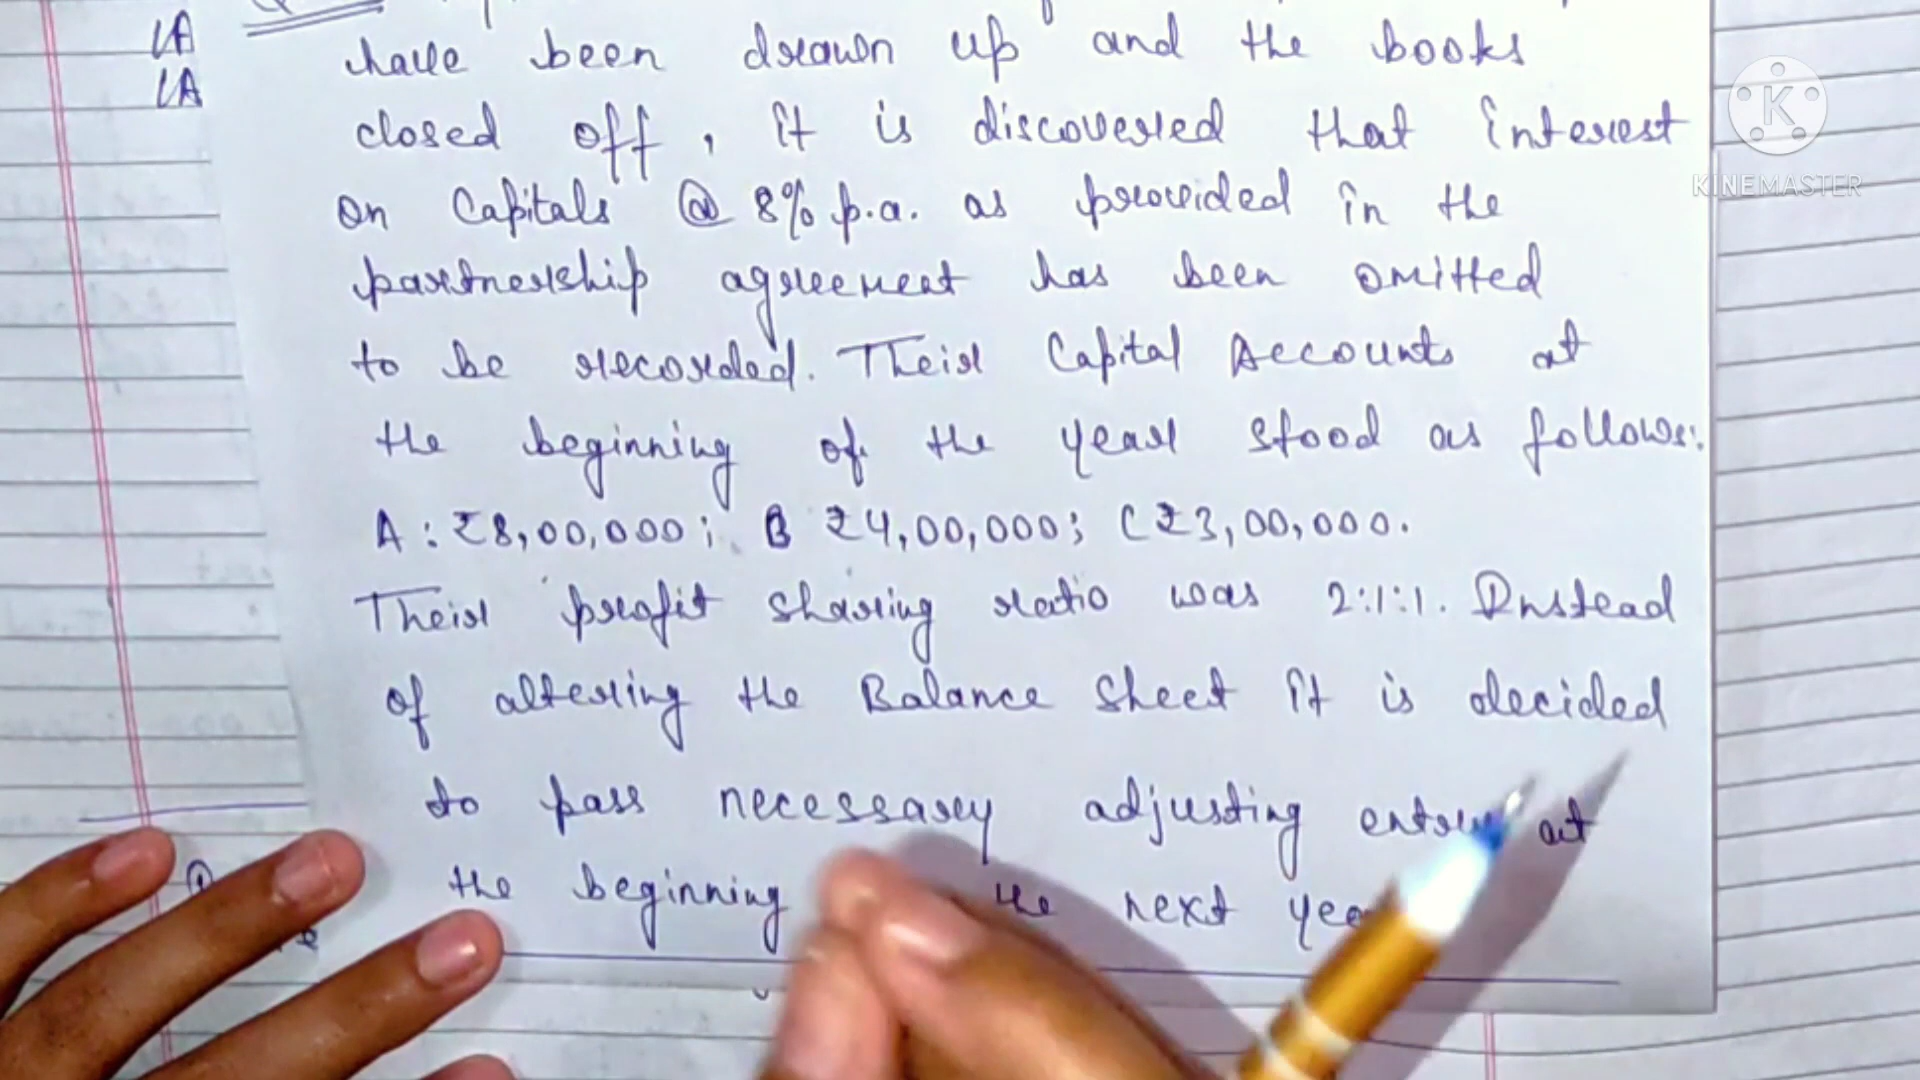 have been drawn up and the books
closed off, it is discovered that interest
on Capitals @ 8% p.a. as provided in the
partnership agreement has been omitted
to be recorded. Their Capital Accounts at
the beginning of the year stood as follows:
A : ₹8,00,000; B ₹4,00,000; C ₹3,00,000.
Their profit sharing ratio was 2:1:1. Instead
of altering the Balance Sheet it is decided
to pass necessary adjusting entry at
the beginning the next
KINEMASTER